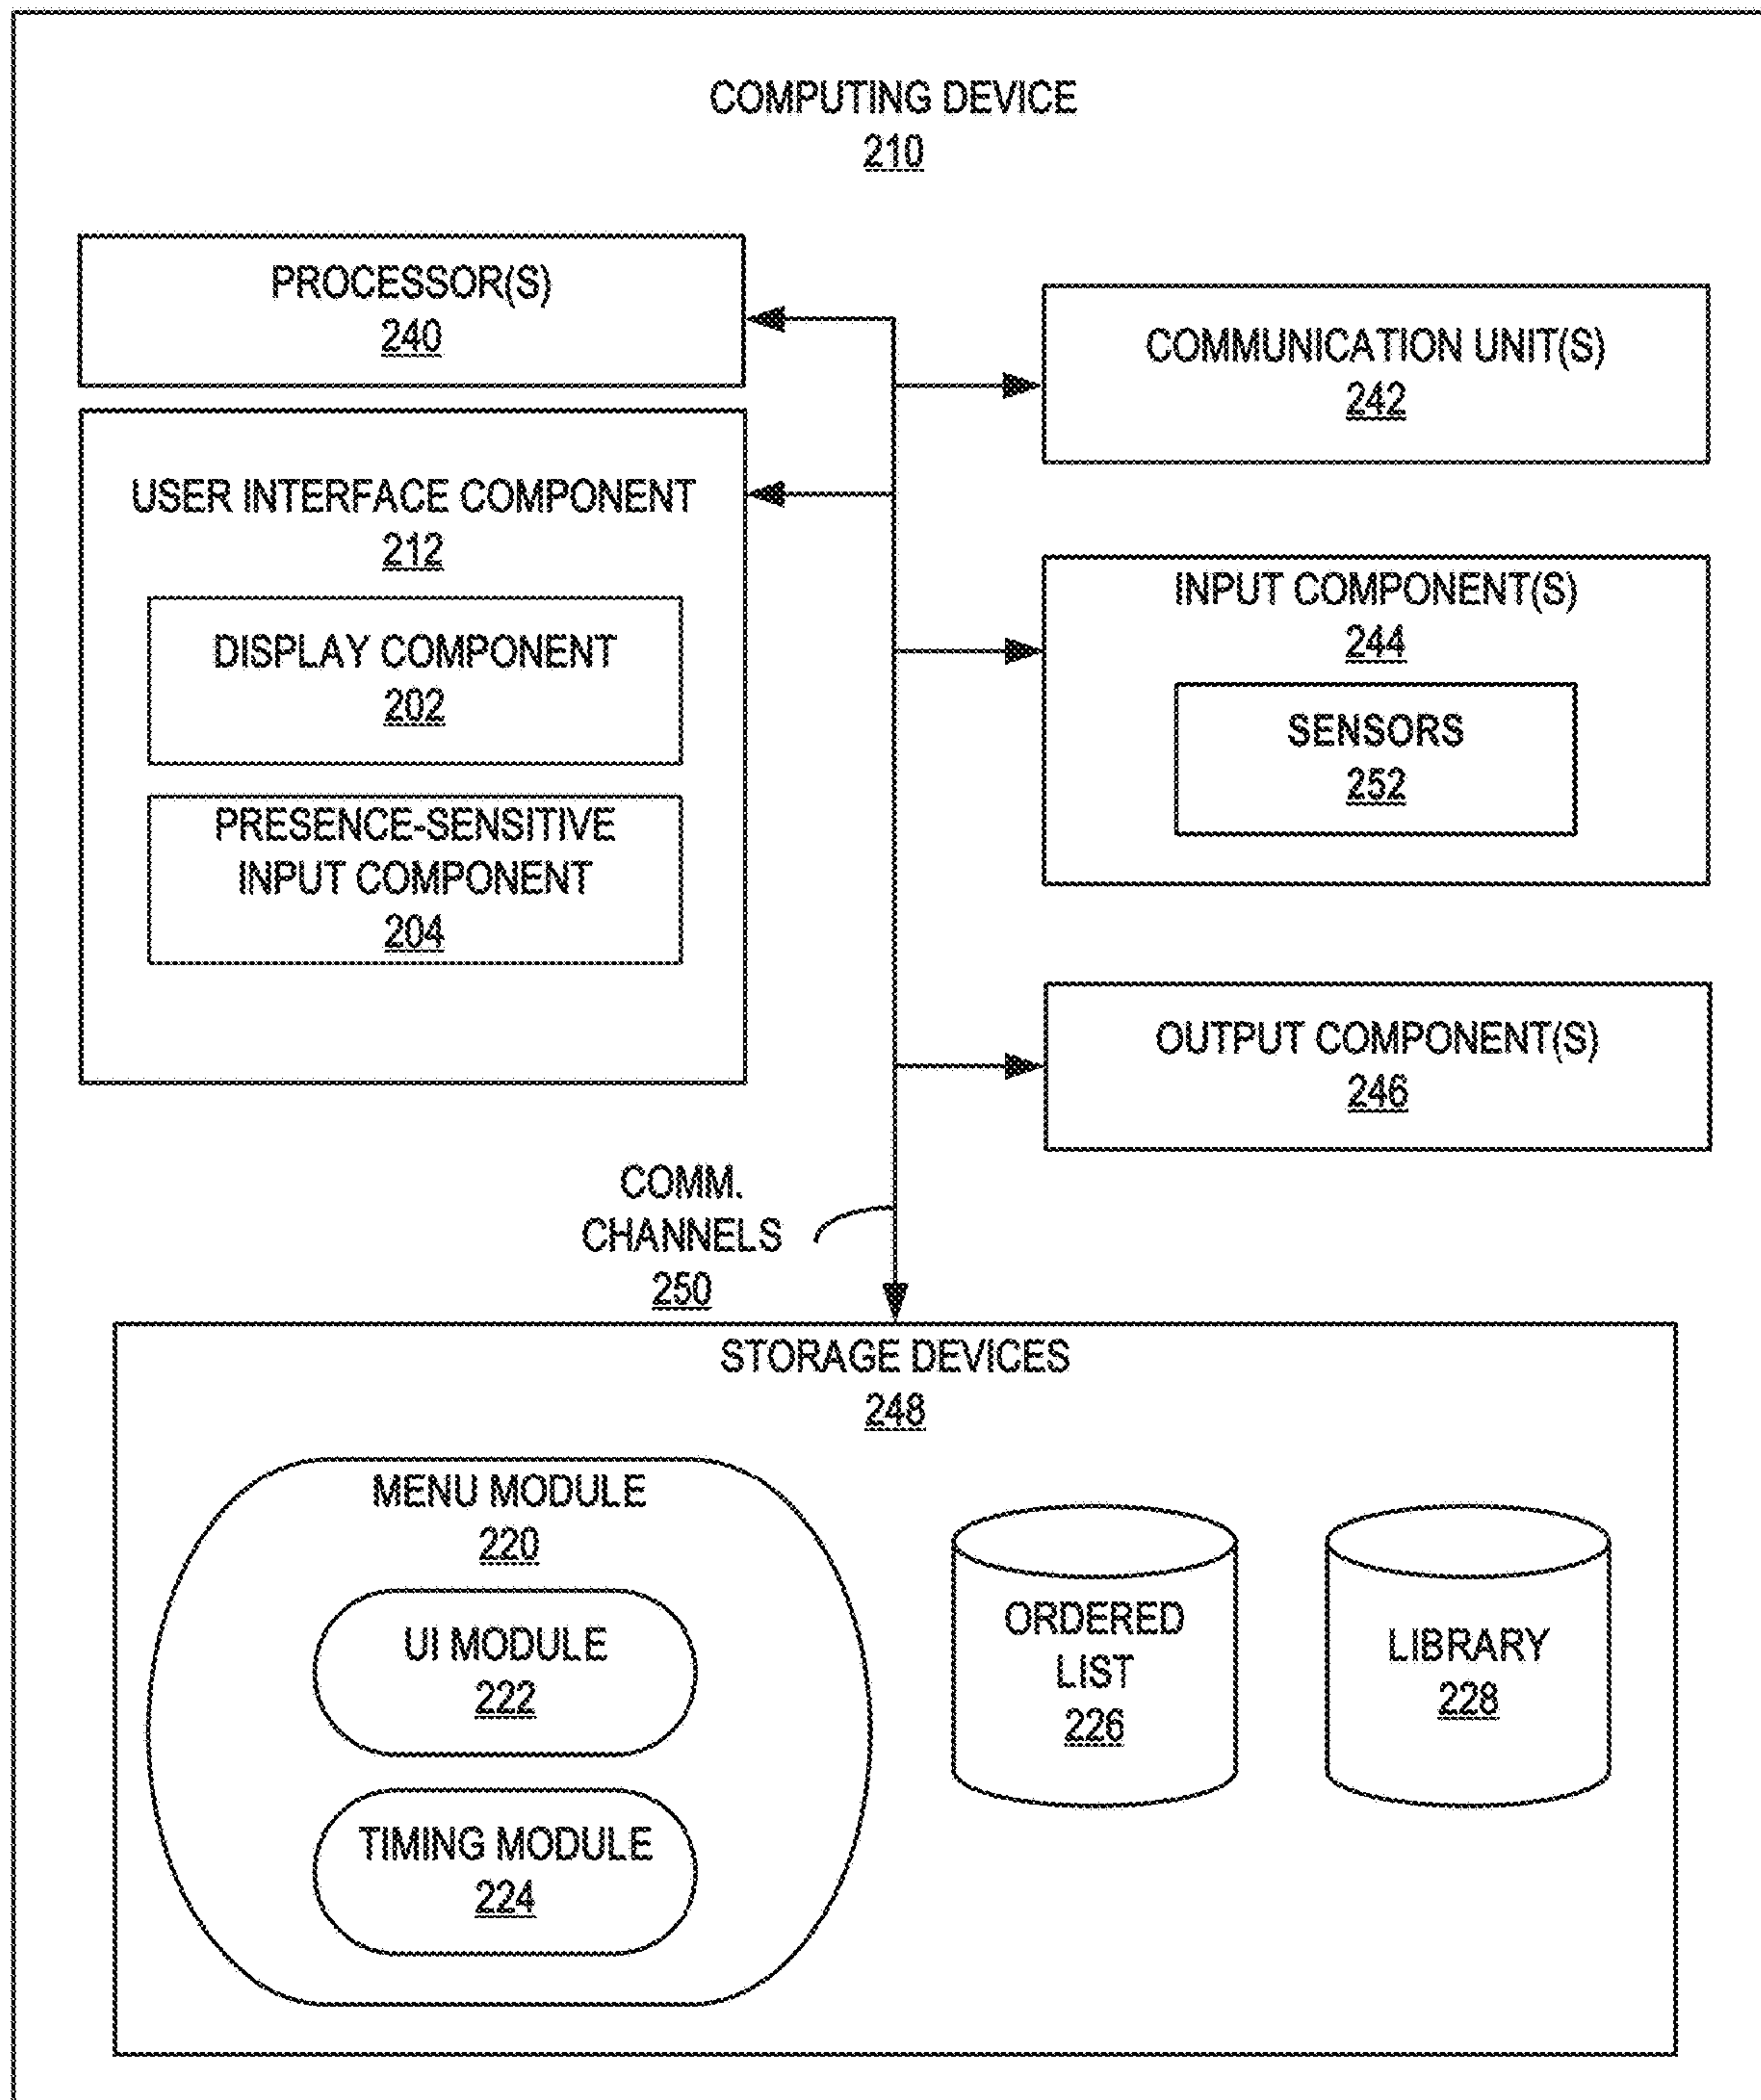 COMPUTING DEVICE
210
PROCESSOR(S)
240
COMMUNICATION UNIT(S)
242
USER INTERFACE COMPONENT
212
DISPLAY COMPONENT
202
PRESENCE-SENSITIVE
INPUT COMPONENT
204
INPUT COMPONENT(S)
244
SENSORS
252
OUTPUT COMPONENT(S)
246
COMM.
CHANNELS
250
STORAGE DEVICES
248
MENU MODULE
220
UI MODULE
222
TIMING MODULE
224
ORDERED
LIST
226
LIBRARY
228